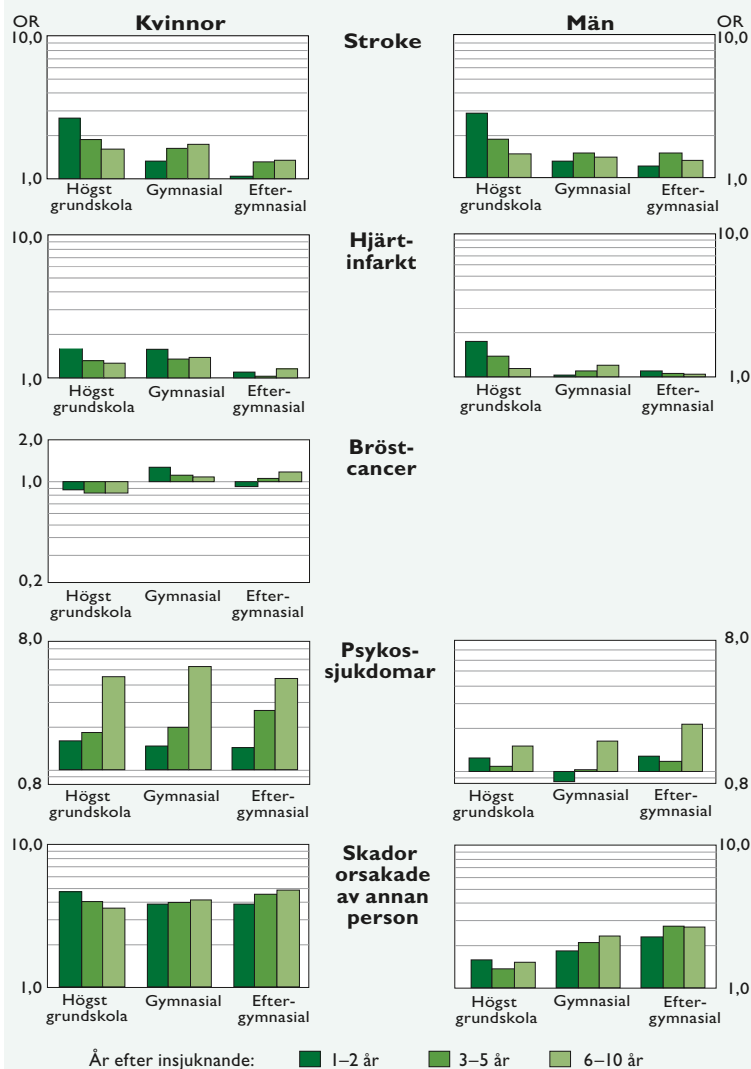 OR Kvinnor Män OR
10,0 Stroke 10,0
1,0 1,0
Högst Gymnasial Efter- Högst Gymnasial Efter-
grundskola gymnasial grundskola gymnasial
10,0 Hjärt- 10,0
infarkt
1,0 1,0
Högst Gymnasial Efter- Högst Gymnasial Efter-
grundskola gymnasial grundskola gymnasial
2,0 Bröst-
1,0 cancer
0,2
Högst Gymnasial Efter-
grundskola gymnasial
8,0 Psykos- 8,0
sjukdomar
0,8 0,8
Högst Gymnasial Efter- Högst Gymnasial Efter-
grundskola gymnasial grundskola gymnasial
10,0 Skador 10,0
orsakade
av annan
person
1,0 1,0
Högst Gymnasial Efter- Högst Gymnasial Efter-
grundskola gymnasial grundskola gymnasial
År efter insjuknande: 1–2 år 3–5 år 6–10 år